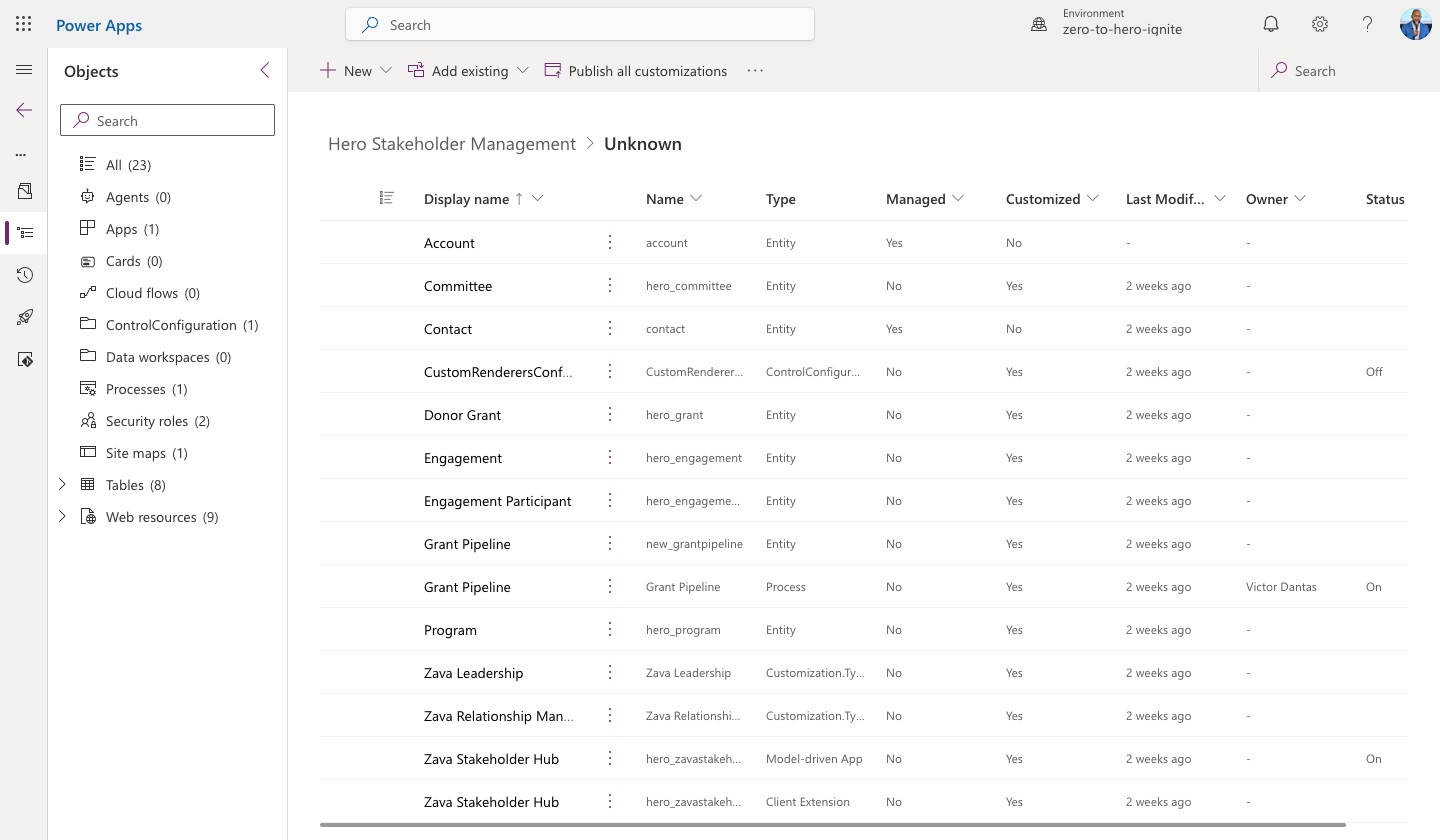 Power Apps
Search
Environment
zero-to-hero-ignite
Objects
New
Add existing
Publish all customizations
Search
Search
All (23)
Agents (0)
Apps (1)
Cards (0)
Cloud flows (0)
ControlConfiguration (1)
Data workspaces (0)
Processes (1)
Security roles (2)
Site maps (1)
Tables (8)
Web resources (9)
Hero Stakeholder Management > Unknown
Display name ↑ Name Type Managed Customized Last Modif... Owner Status
Account account Entity Yes No - -
Committee hero_committee Entity No Yes 2 weeks ago -
Contact contact Entity Yes No 2 weeks ago -
CustomRenderersConf... CustomRenderer... ControlConfigur... No Yes 2 weeks ago - Off
Donor Grant hero_grant Entity No Yes 2 weeks ago -
Engagement hero_engagement Entity No Yes 2 weeks ago -
Engagement Participant hero_engageme... Entity No Yes 2 weeks ago -
Grant Pipeline new_grantpipeline Entity No Yes 2 weeks ago -
Grant Pipeline Grant Pipeline Process No Yes 2 weeks ago Victor Dantas On
Program hero_program Entity No Yes 2 weeks ago -
Zava Leadership Zava Leadership Customization.Ty... No Yes 2 weeks ago -
Zava Relationship Man... Zava Relationshi... Customization.Ty... No Yes 2 weeks ago -
Zava Stakeholder Hub hero_zavastakeh... Model-driven App No Yes 2 weeks ago - On
Zava Stakeholder Hub hero_zavastakeh... Client Extension No Yes 2 weeks ago -